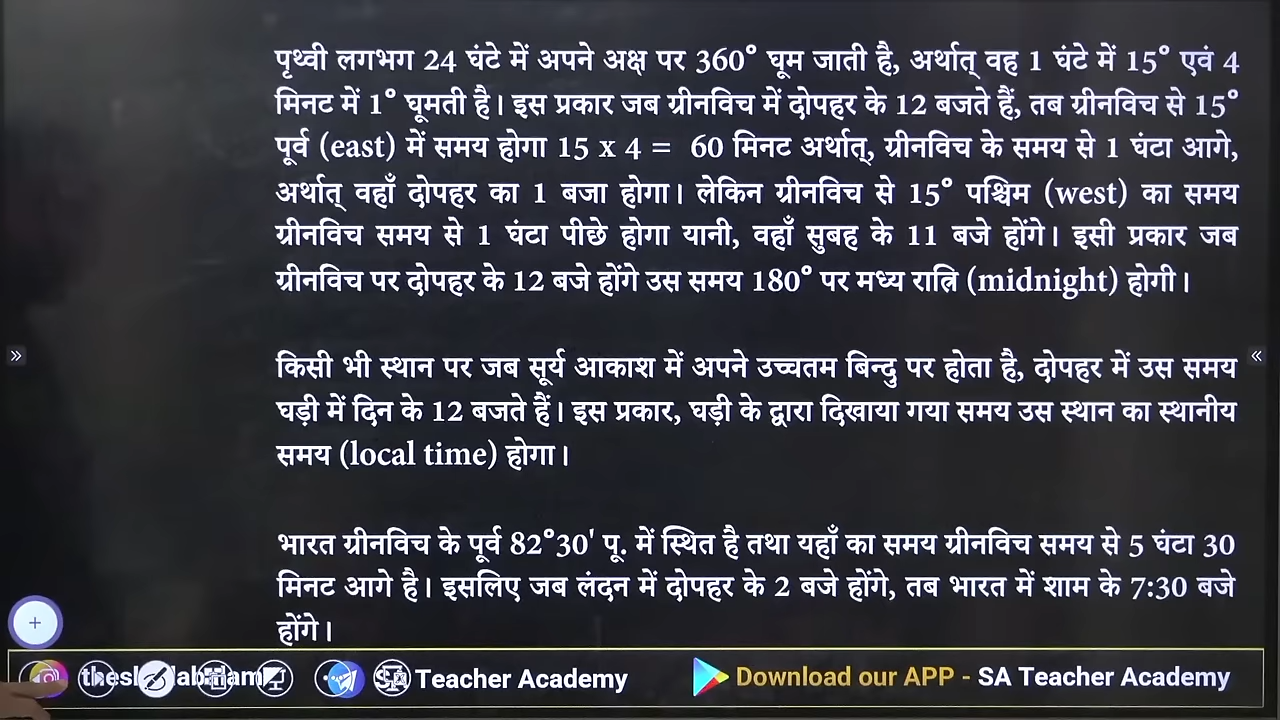 पृथ्वी लगभग 24 घंटे में अपने अक्ष पर 360° घूम जाती है, अर्थात् वह 1 घंटे में 15° एवं 4
मिनट में 1° घूमती है। इस प्रकार जब ग्रीनविच में दोपहर के 12 बजते हैं, तब ग्रीनविच से 15°
पूर्व (east) में समय होगा 15 x 4 = 60 मिनट अर्थात्, ग्रीनविच के समय से 1 घंटा आगे,
अर्थात् वहाँ दोपहर का 1 बजा होगा। लेकिन ग्रीनविच से 15° पश्चिम (west) का समय
ग्रीनविच समय से 1 घंटा पीछे होगा यानी, वहाँ सुबह के 11 बजे होंगे। इसी प्रकार जब
ग्रीनविच पर दोपहर के 12 बजे होंगे उस समय 180° पर मध्य रात्रि (midnight) होगी।
किसी भी स्थान पर जब सूर्य आकाश में अपने उच्चतम बिन्दु पर होता है, दोपहर में उस समय
घड़ी में दिन के 12 बजते हैं। इस प्रकार, घड़ी के द्वारा दिखाया गया समय उस स्थान का स्थानीय
समय (local time) होगा।
भारत ग्रीनविच के पूर्व 82°30' पू. में स्थित है तथा यहाँ का समय ग्रीनविच समय से 5 घंटा 30
मिनट आगे है। इसलिए जब लंदन में दोपहर के 2 बजे होंगे, तब भारत में शाम के 7:30 बजे
होंगे।
Teacher Academy
Download our APP - SA Teacher Academy